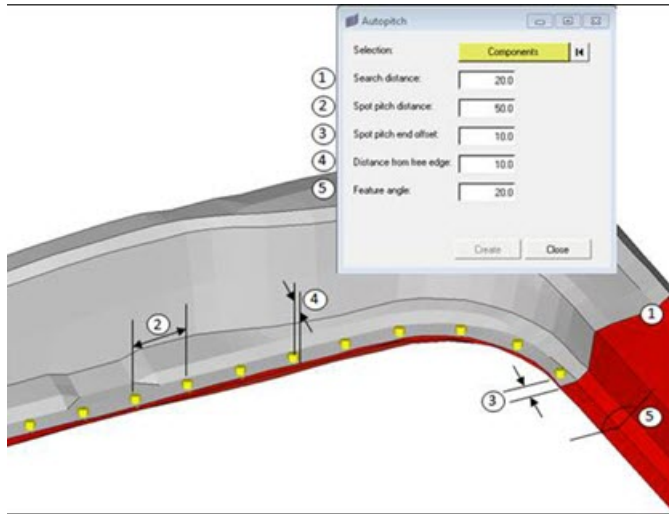 Autopitch
Selection: Components
1 Search distance: 20.0
2 Spot pitch distance: 50.0
3 Spot pitch end offset: 10.0
4 Distance from free edge: 10.0
5 Feature angle: 20.0
Create Close
4
2
1
3
5